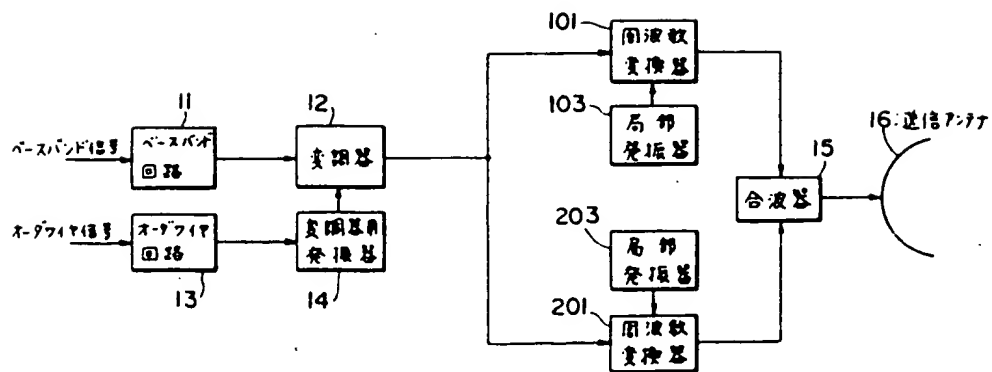 101
周波数
変換器
103
局部
発振器
11
12
ベースバンド信号
ベースバンド
回路
変調器
16:送信アンテナ
15
合波器
オーダワイヤ信号
オーダワイヤ
回路
変調器用
発振器
13
14
203
局部
発振器
201
周波数
変換器